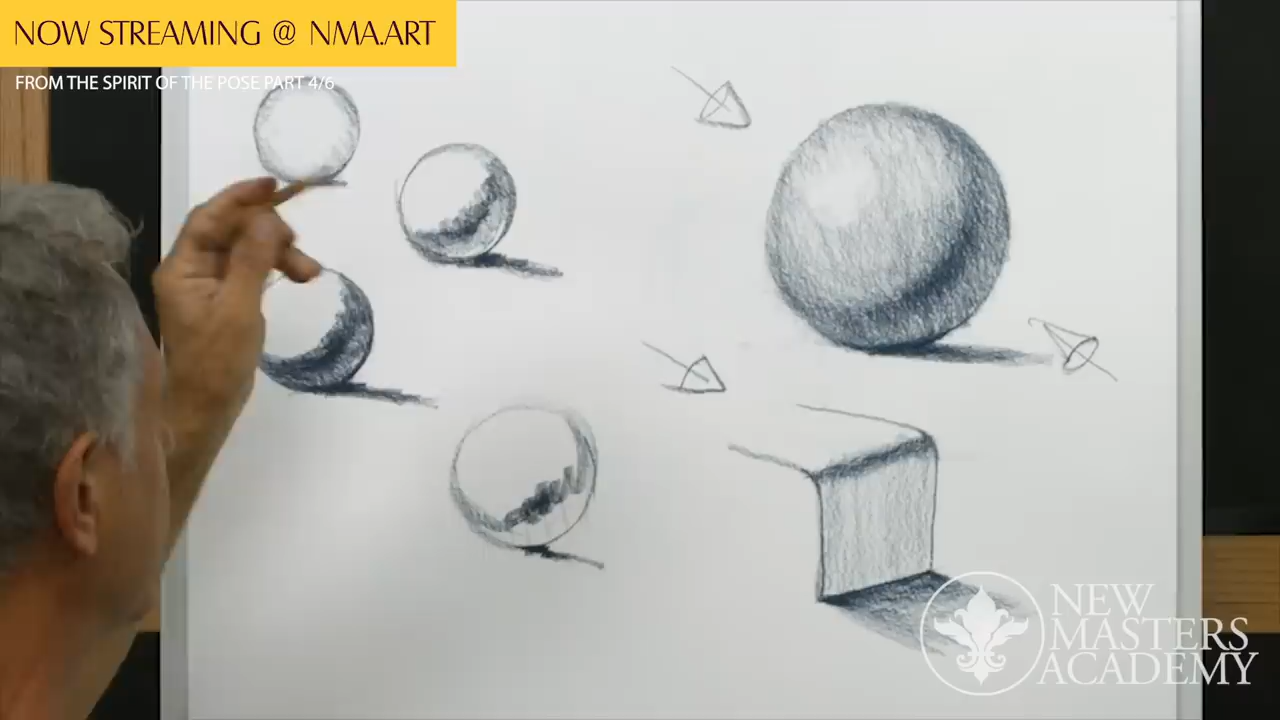 NOW STREAMING @ NMA.ART
FROM THE SPIRIT OF THE POSE PART 4/6
NEW
MASTERS
ACADEMY